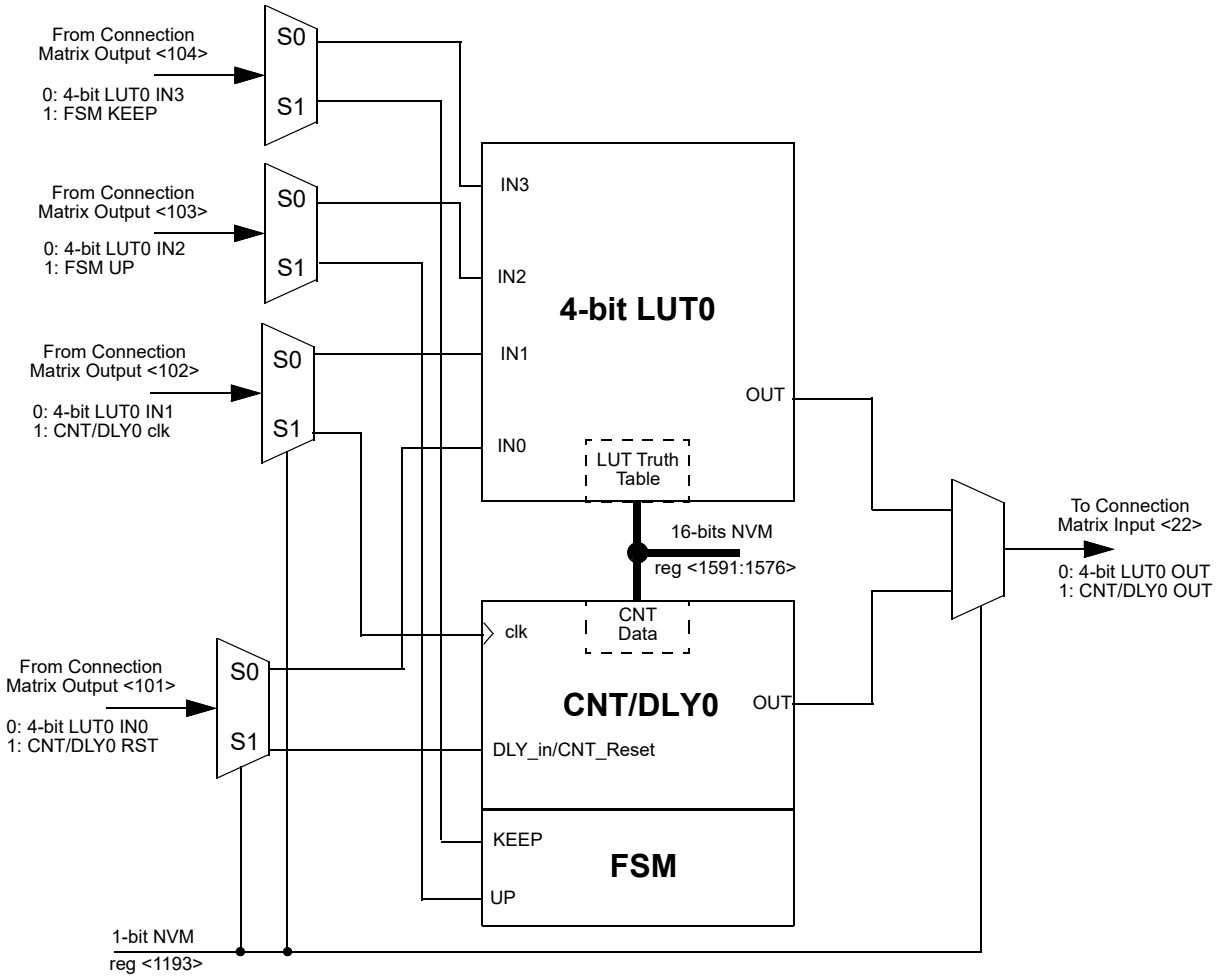 From Connection
Matrix Output <104>
0: 4-bit LUT0 IN3
1: FSM KEEP
S0
S1
From Connection
Matrix Output <103>
0: 4-bit LUT0 IN2
1: FSM UP
S0
S1
From Connection
Matrix Output <102>
0: 4-bit LUT0 IN1
1: CNT/DLY0 clk
S0
S1
IN3
IN2
IN1
IN0
4-bit LUT0
OUT
LUT Truth
Table
16-bits NVM
reg <1591:1576>
To Connection
Matrix Input <22>
0: 4-bit LUT0 OUT
1: CNT/DLY0 OUT
From Connection
Matrix Output <101>
0: 4-bit LUT0 IN0
1: CNT/DLY0 RST
S0
S1
clk
CNT
Data
CNT/DLY0
OUT
DLY_in/CNT_Reset
KEEP
FSM
UP
1-bit NVM
reg <1193>